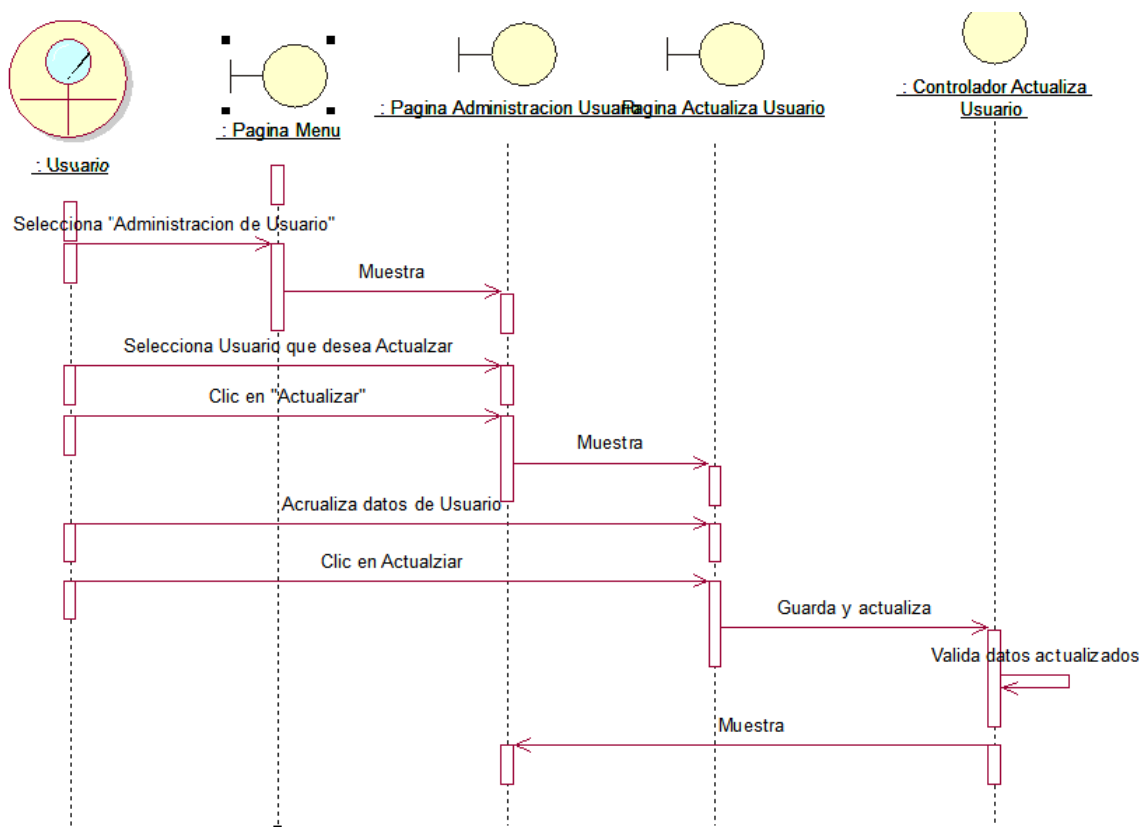 : Usuario
: Pagina Menu
: Pagina Administracion Usuario
Pagina Actualiza Usuario
: Controlador Actualiza
Usuario
Selecciona "Administracion de Usuario"
Muestra
Selecciona Usuario que desea Actualzar
Clic en "Actualizar"
Muestra
Acrualiza datos de Usuario
Clic en Actualziar
Guarda y actualiza
Valida datos actualizados
Muestra